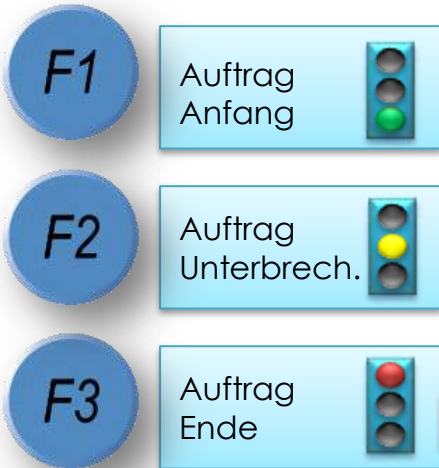 F1
Auftrag
Anfang
F2
Auftrag
Unterbrech.
F3
Auftrag
Ende